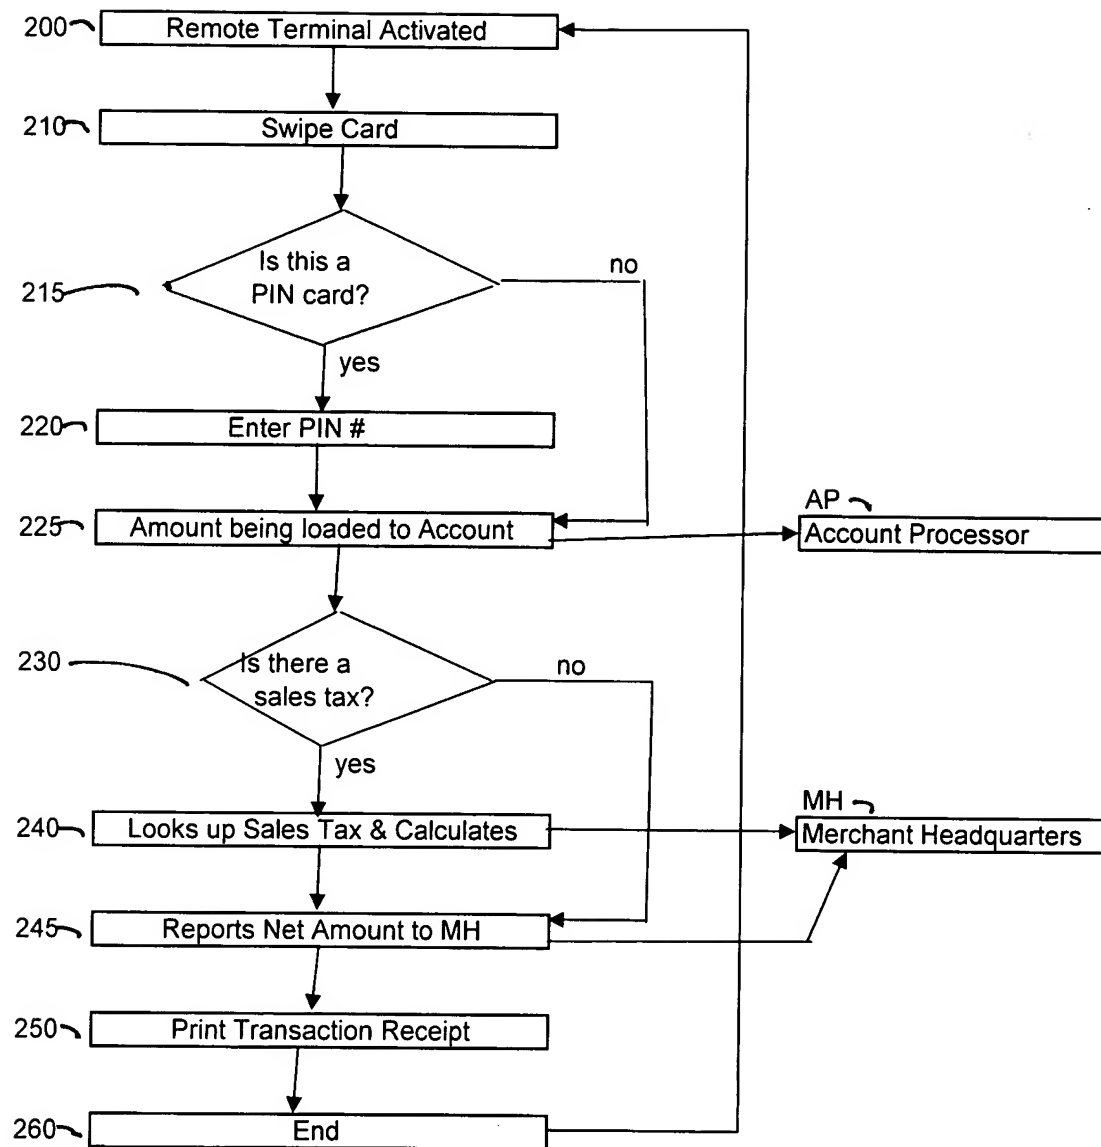 200 Remote Terminal Activated
210 Swipe Card
Is this a
PIN card?
no
215
yes
220 Enter PIN #
AP
225 Amount being loaded to Account
Account Processor
230
Is there a
sales tax?
no
yes
MH
240 Looks up Sales Tax & Calculates
Merchant Headquarters
245 Reports Net Amount to MH
250 Print Transaction Receipt
260 End